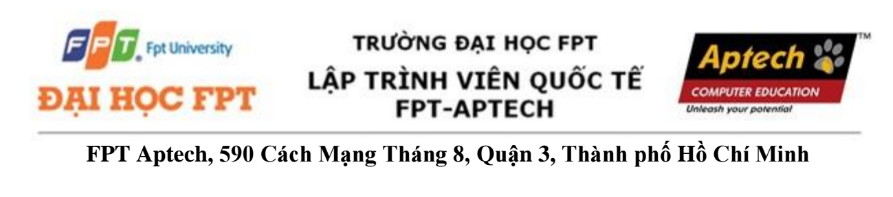 FPT. Fpt University
ĐẠI HỌC FPT
TRƯỜNG ĐẠI HỌC FPT
LẬP TRÌNH VIÊN QUỐC TẾ
FPT-APTECH
Aptech TM
COMPUTER EDUCATION
Unleash your potential
FPT Aptech, 590 Cách Mạng Tháng 8, Quận 3, Thành phố Hồ Chí Minh